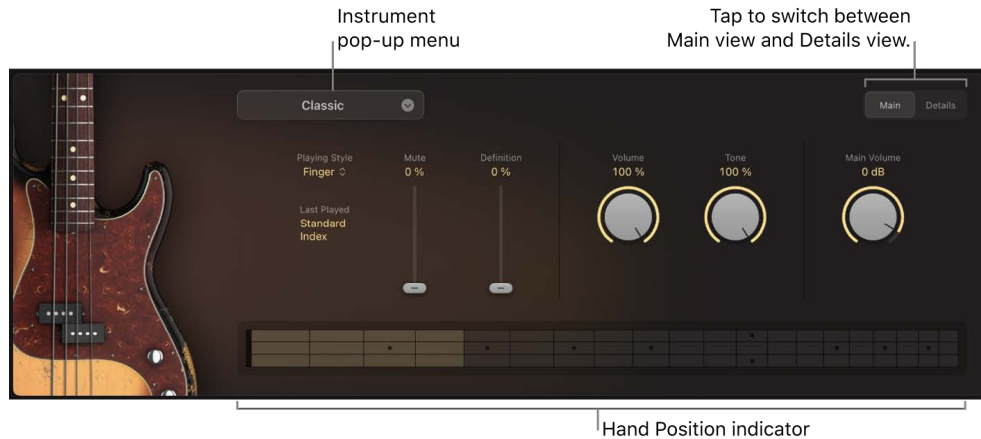 Instrument
pop-up menu
Tap to switch between
Main view and Details view.
Classic
Main Details
Playing Style
Finger
Last Played
Standard
Index
Mute
0 %
Definition
0 %
Volume
100 %
Tone
100 %
Main Volume
0 dB
Hand Position indicator